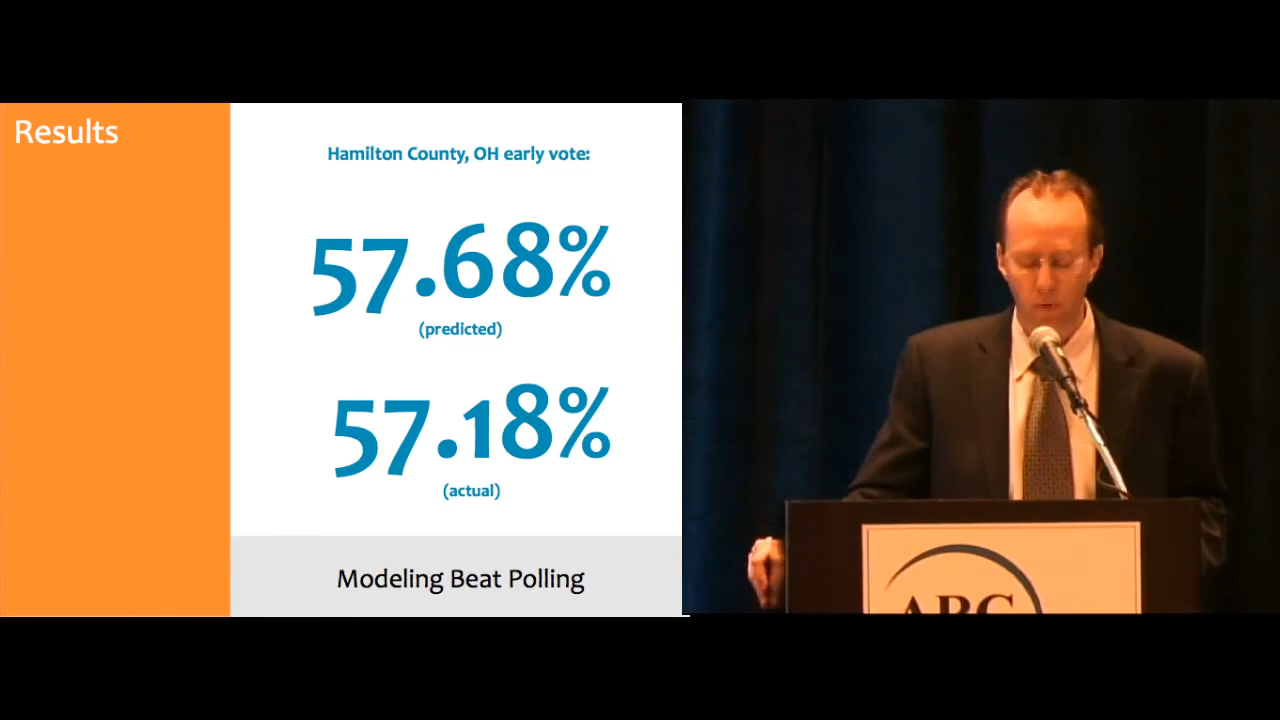 Results
Hamilton County, OH early vote:
57.68%
(predicted)
57.18%
(actual)
Modeling Beat Polling